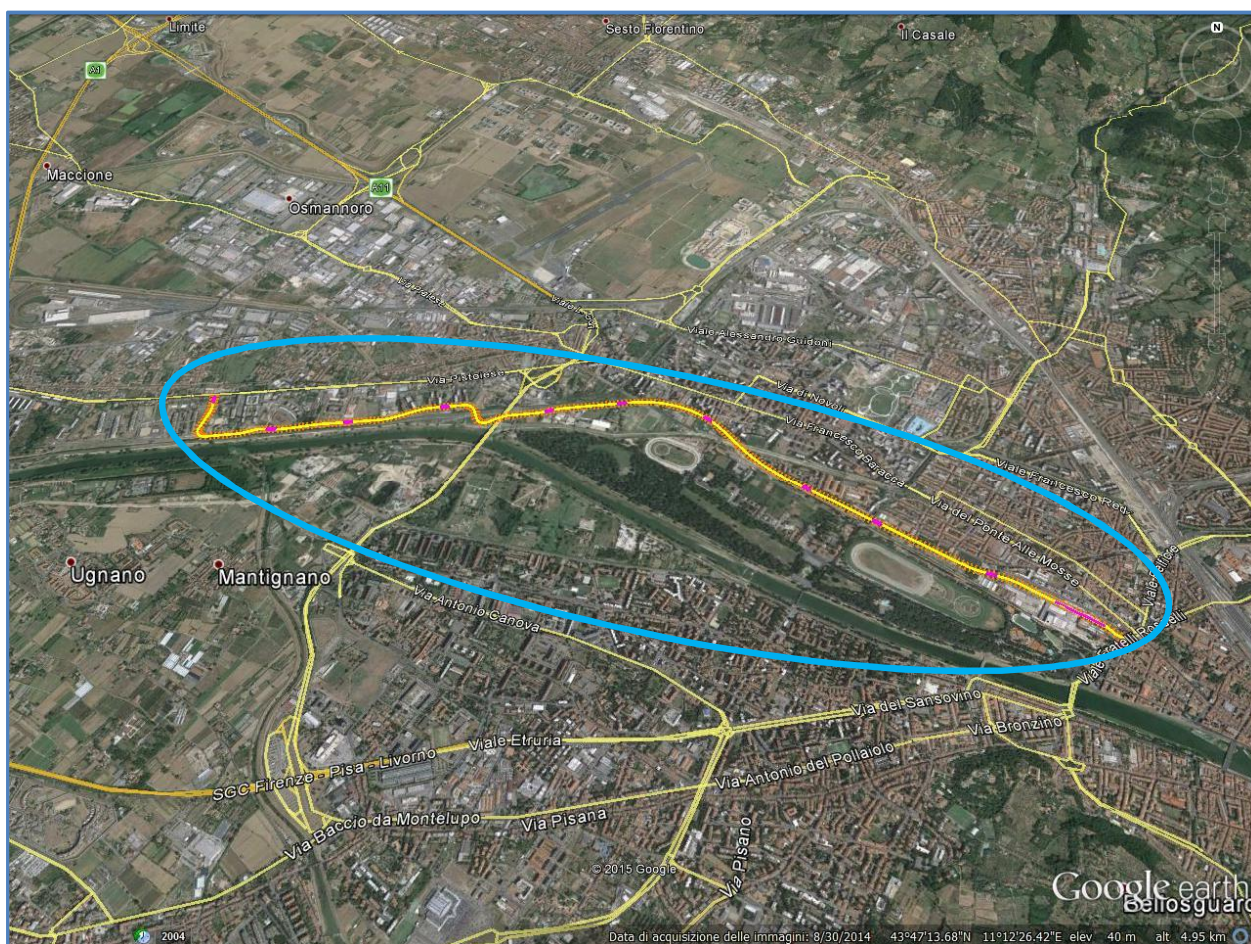 Limite
Sesto Fiorentino
Il Casale
N
A1
Maccione
A11
Osmannoro
Viale Alessandro Guidoni
Via Pistoiese
Via di Novoli
Via Francesco Baracca
Viale Francesco Redi
Via del Ponte Alle Mosse
Ugnano
Mantignano
Via Antonio Canova
Viale Fratelli Rosselli
Via del Sansovino
Via Bronzino
Viale Etruria
SGC Firenze - Pisa - Livorno
Via Antonio del Pollaiolo
Via Baccio da Montelupo
Via Pisana
Via Pisano
© 2015 Google
Google earth
Bellosguard
2004
Data di acquisizione delle immagini: 8/30/2014 43°47'13.68"N 11°12'26.42"E elev 40 m alt 4.95 km